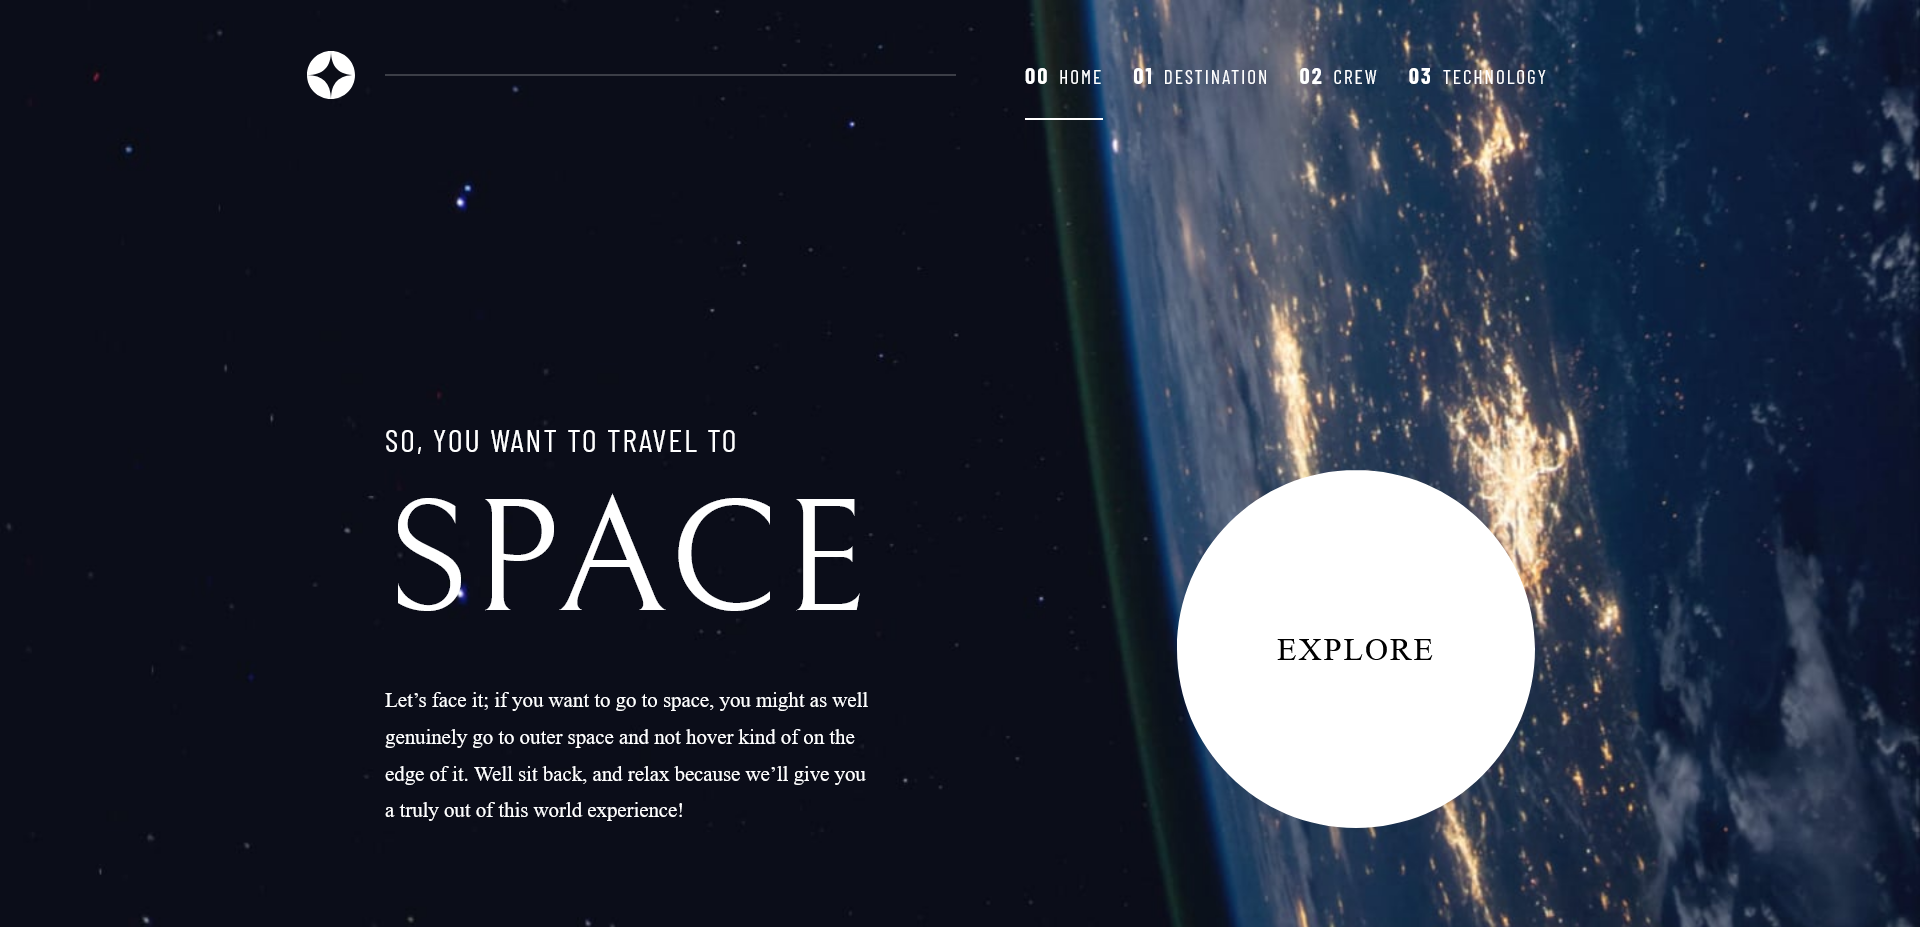 00 HOME 01 DESTINATION 02 CREW 03 TECHNOLOGY
SO, YOU WANT TO TRAVEL TO
SPACE
Let’s face it; if you want to go to space, you might as well
genuinely go to outer space and not hover kind of on the
edge of it. Well sit back, and relax because we’ll give you
a truly out of this world experience!
EXPLORE